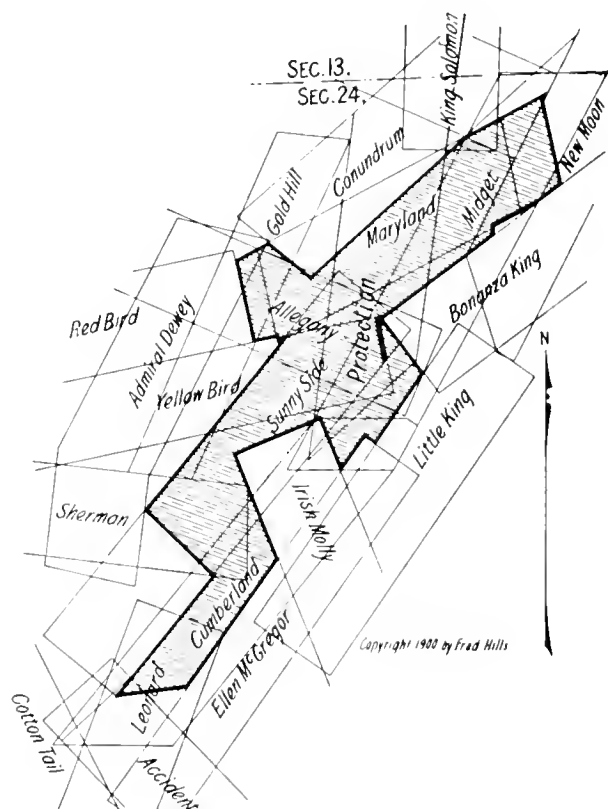 SEC. 13.
SEC. 24.
King Solomon
Conundrum
New Moon
Gold Hill
Midget
Maryland
Bonanza King
Allegany
Red Bird
Admiral Dewey
Protection
N
Yellow Bird
Sunny Side
Little King
Sherman
Irish Molly
Cumberland
Ellen McGregor
Copyright 1900 by Fred Hills
Leonard
Cotton Tail
Accident